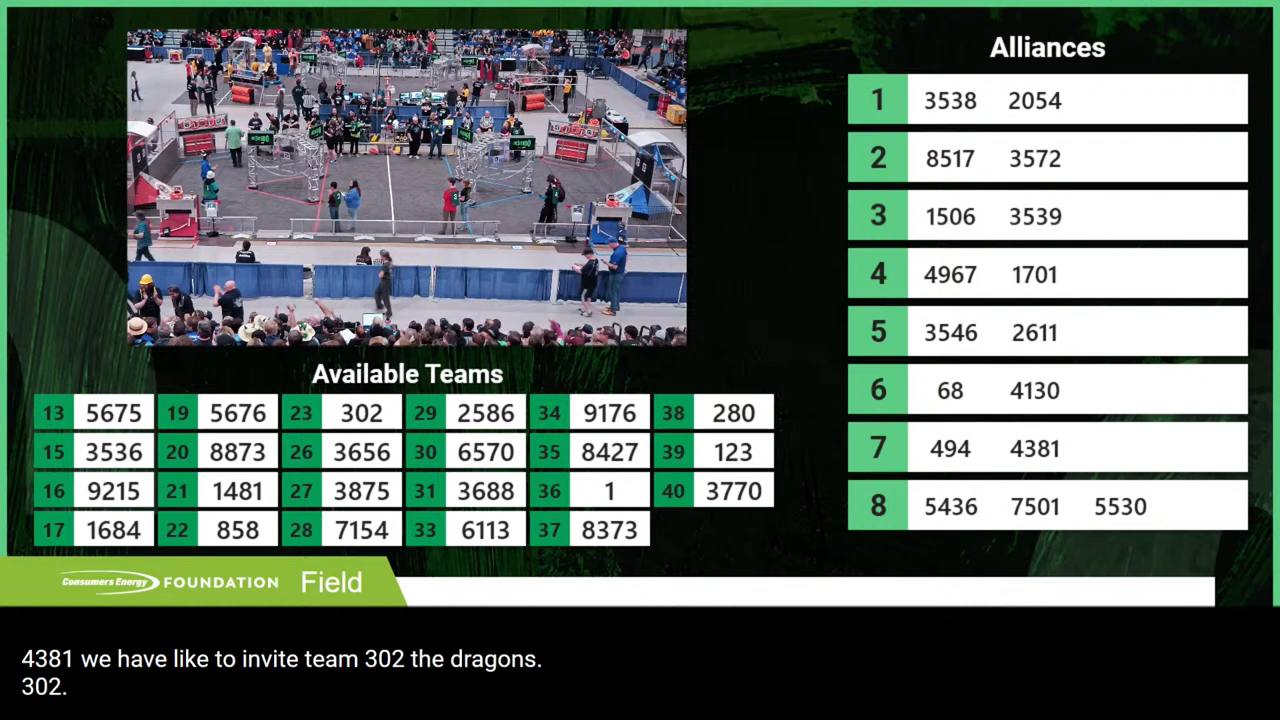 Alliances
1 3538 2054
2 8517 3572
3 1506 3539
4 4967 1701
5 3546 2611
6 68 4130
7 494 4381
8 5436 7501 5530
Available Teams
13 5675 19 5676 23 302 29 2586 34 9176 38 280
15 3536 20 8873 26 3656 30 6570 35 8427 39 123
16 9215 21 1481 27 3875 31 3688 36 1 40 3770
17 1684 22 858 28 7154 33 6113 37 8373
Consumers Energy FOUNDATION Field
4381 we have like to invite team 302 the dragons.
302.